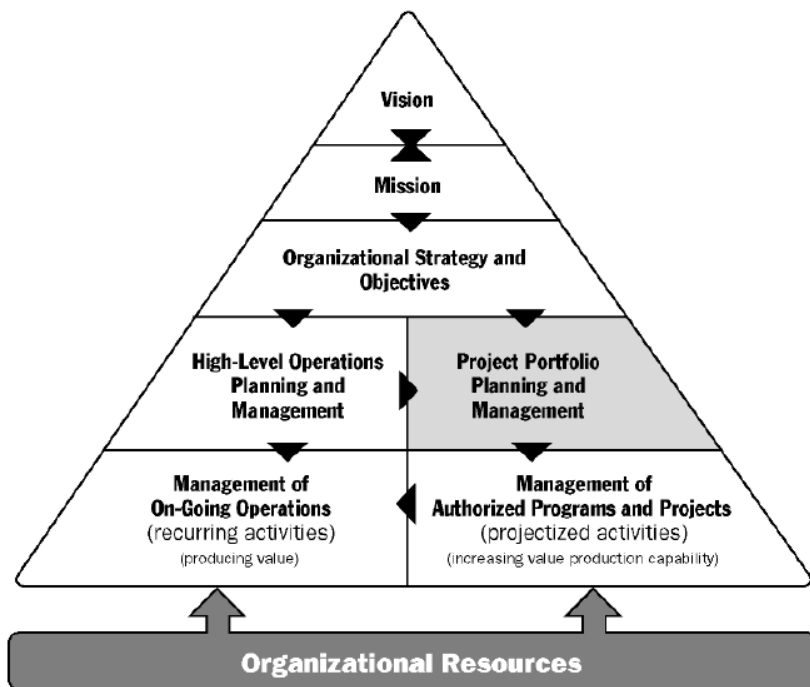 Vision
Mission
Organizational Strategy and
Objectives
High-Level Operations
Planning and
Management
Project Portfolio
Planning and
Management
Management of
On-Going Operations
(recurring activities)
(producing value)
Management of
Authorized Programs and Projects
(projectized activities)
(increasing value production capability)
Organizational Resources